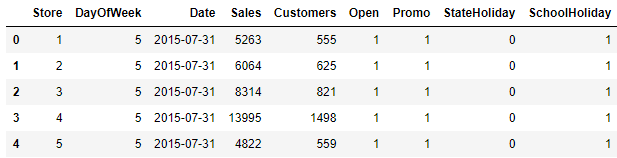 Store DayOfWeek Date Sales Customers Open Promo StateHoliday SchoolHoliday
0 1 5 2015-07-31 5263 555 1 1 0 1
1 2 5 2015-07-31 6064 625 1 1 0 1
2 3 5 2015-07-31 8314 821 1 1 0 1
3 4 5 2015-07-31 13995 1498 1 1 0 1
4 5 5 2015-07-31 4822 559 1 1 0 1